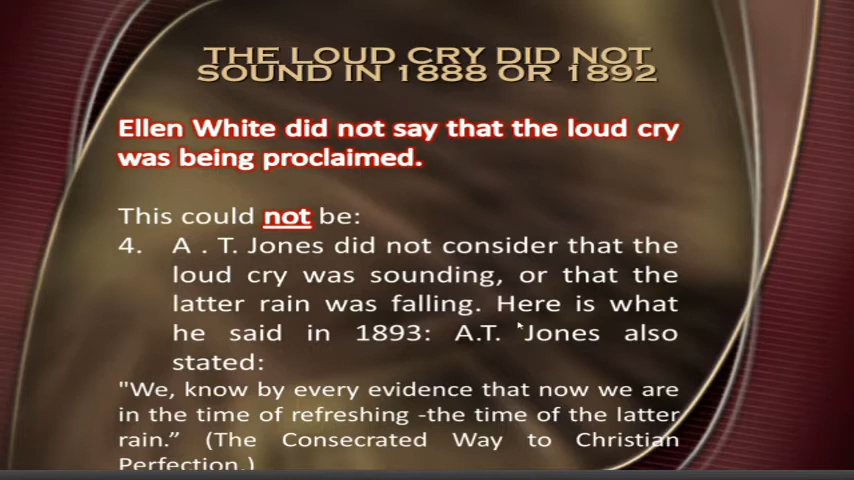 THE LOUD CRY DID NOT
SOUND IN 1888 OR 1892
Ellen White did not say that the loud cry
was being proclaimed.
This could not be:
4. A . T. Jones did not consider that the
loud cry was sounding, or that the
latter rain was falling. Here is what
he said in 1893: A.T. Jones also
stated:
"We, know by every evidence that now we are
in the time of refreshing -the time of the latter
rain.” (The Consecrated Way to Christian
Perfection.)